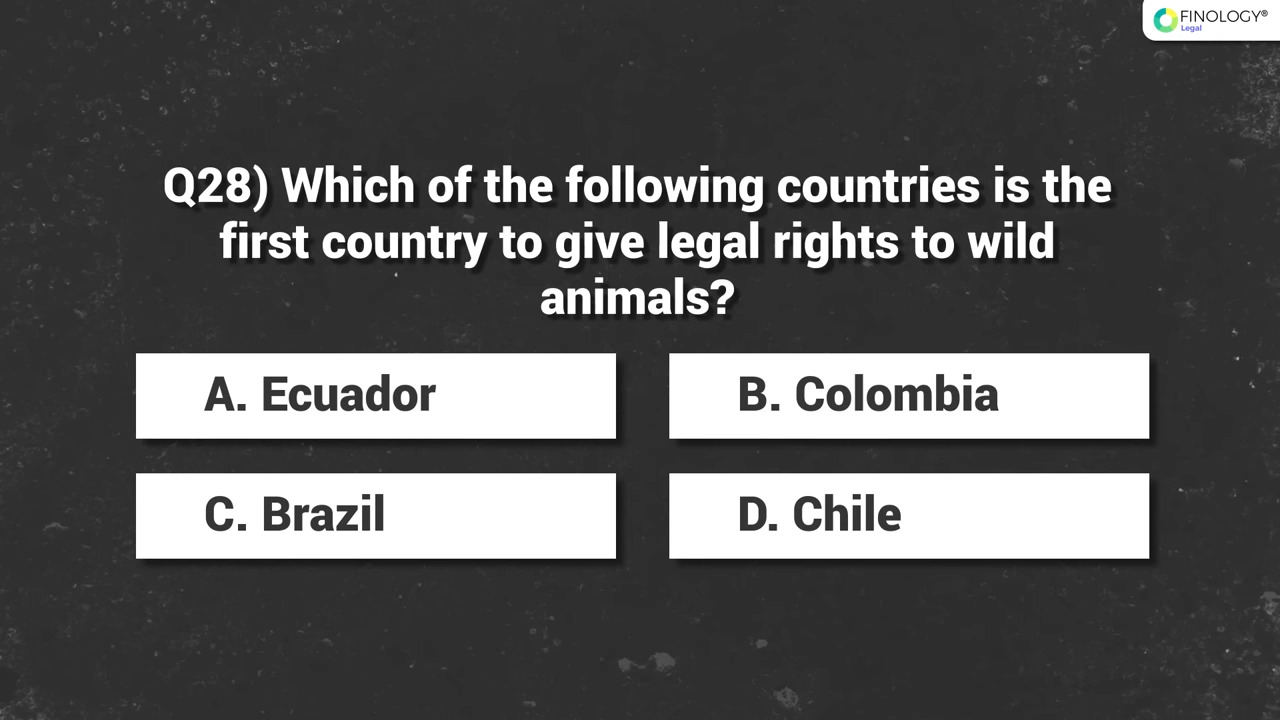 FINOLOGY®
Legal
Q28) Which of the following countries is the
first country to give legal rights to wild
animals?
A. Ecuador
B. Colombia
C. Brazil
D. Chile